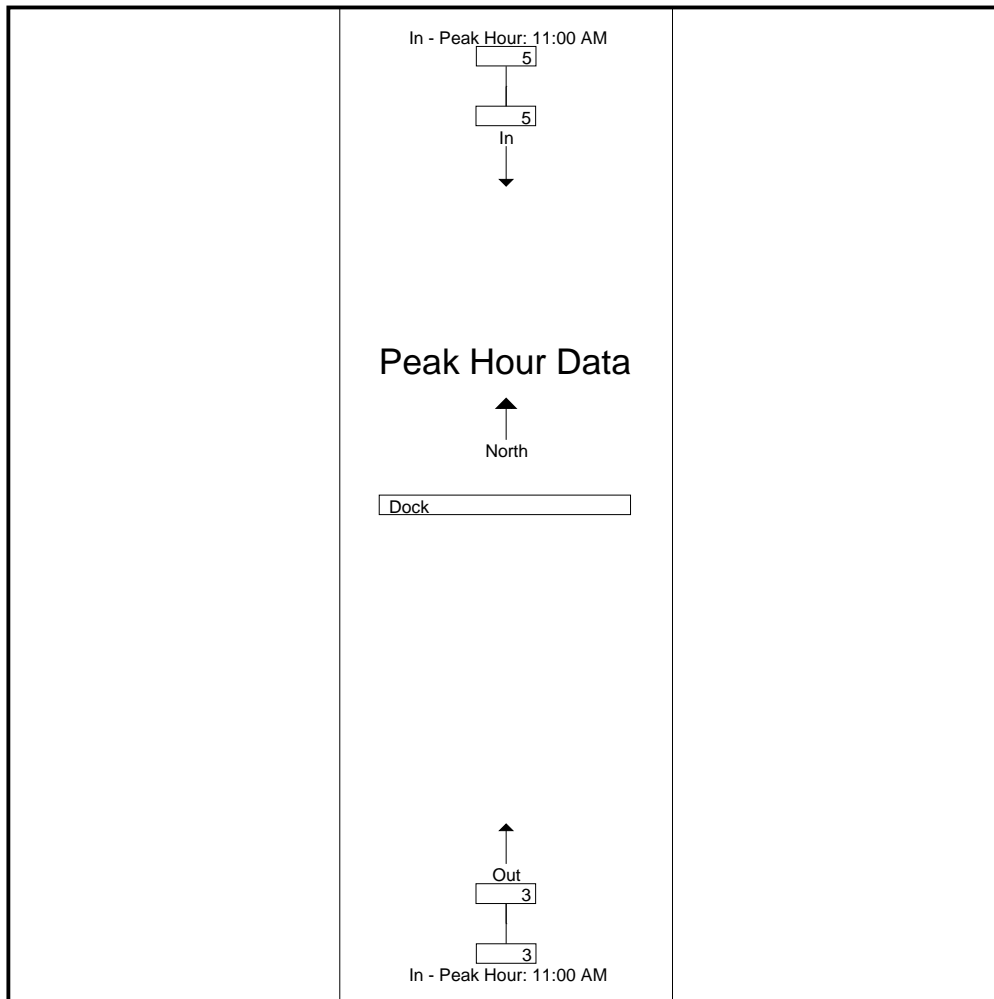 In - Peak Hour: 11:00 AM
5
5
In
Peak Hour Data
North
Dock
Out
3
3
In - Peak Hour: 11:00 AM